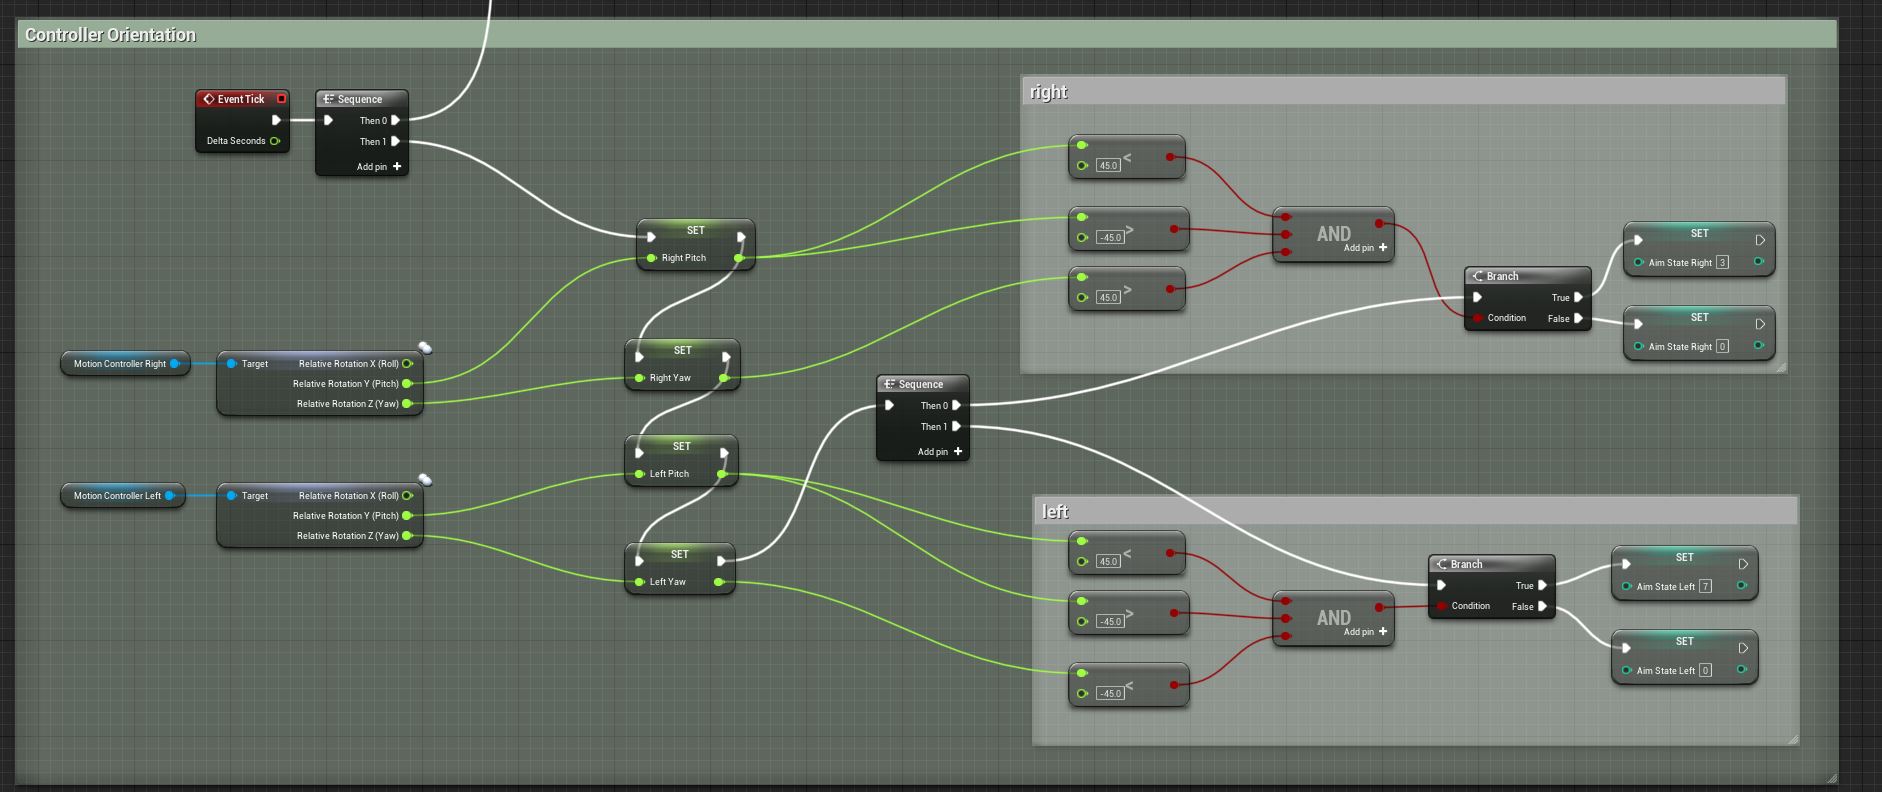 Controller Orientation
Event Tick
Delta Seconds
Sequence
Then 0
Then 1
Add pin
SET
Right Pitch
SET
Right Yaw
SET
Left Pitch
SET
Left Yaw
Motion Controller Right
Target
Relative Rotation X (Roll)
Relative Rotation Y (Pitch)
Relative Rotation Z (Yaw)
Motion Controller Left
Target
Relative Rotation X (Roll)
Relative Rotation Y (Pitch)
Relative Rotation Z (Yaw)
Sequence
Then 0
Then 1
Add pin
right
45.0 <
-45.0 >
45.0 >
AND
Add pin
Branch
True
Condition
False
SET
Aim State Right 3
SET
Aim State Right 0
left
45.0 <
-45.0 >
-45.0 <
AND
Add pin
Branch
True
Condition
False
SET
Aim State Left 7
SET
Aim State Left 0